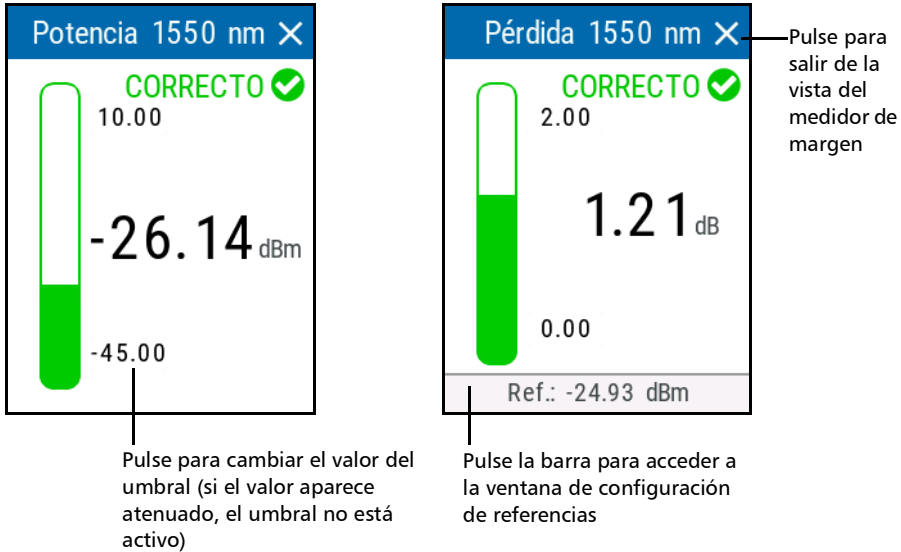 Potencia 1550 nm ✕
CORRECTO
10.00
-26.14 dBm
-45.00
Pulse para cambiar el valor del
umbral (si el valor aparece
atenuado, el umbral no está
activo)
Pérdida 1550 nm ✕
CORRECTO
2.00
1.21 dB
0.00
Ref.: -24.93 dBm
Pulse para
salir de la
vista del
medidor de
margen
Pulse la barra para acceder a
la ventana de configuración
de referencias